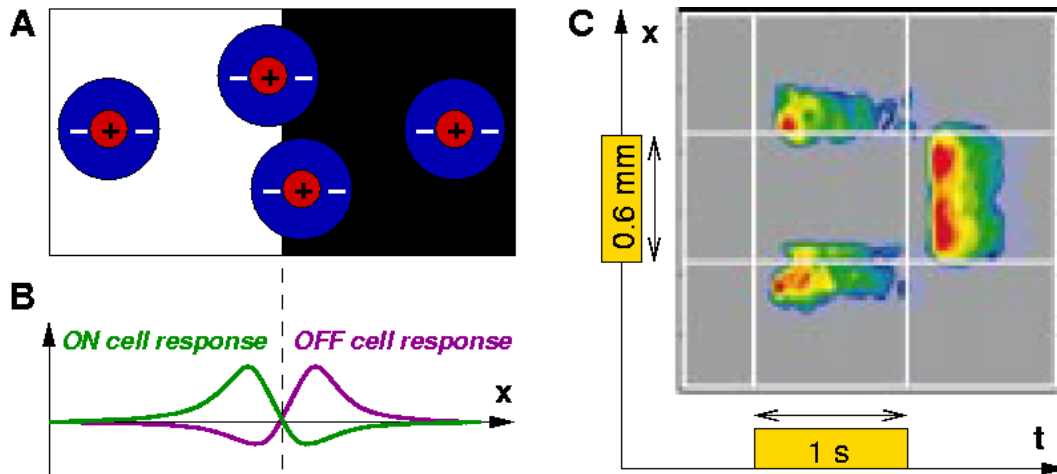 A
− + −
− + −
− + −
− + −
B
ON cell response
OFF cell response
x
C
x
0.6 mm
1 s
t